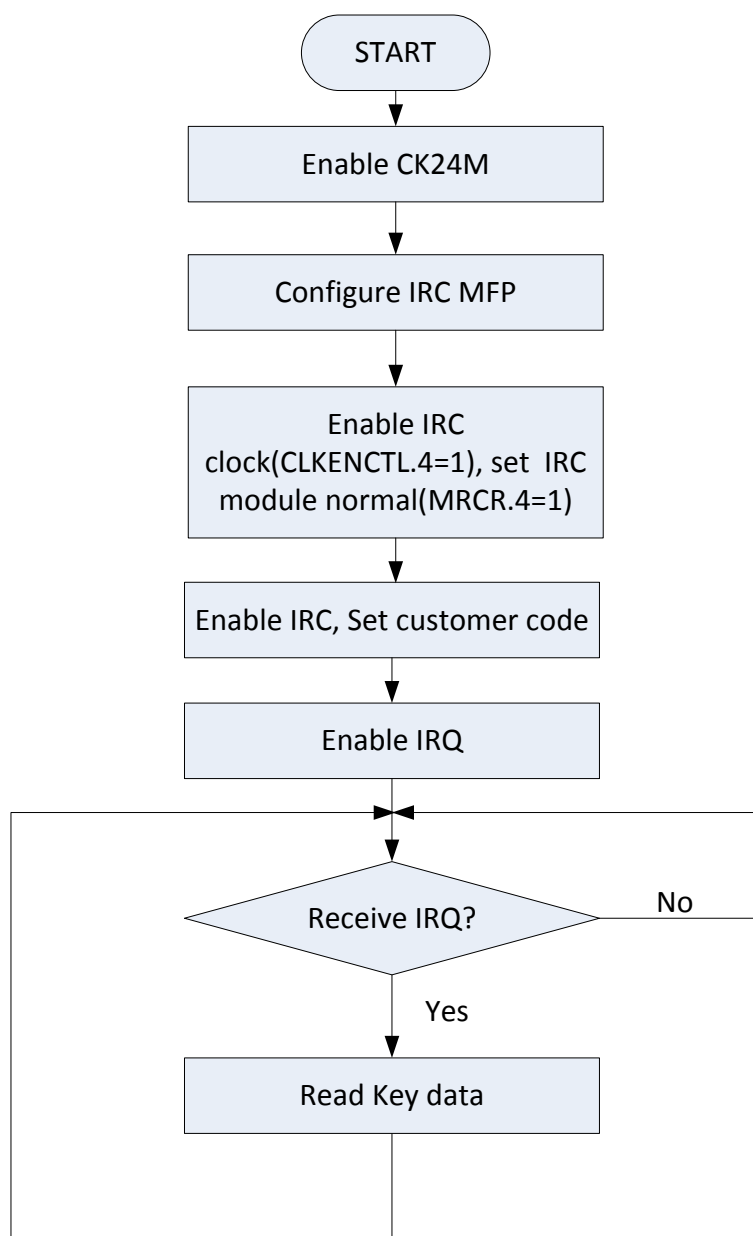 START
Enable CK24M
Configure IRC MFP
Enable IRC
clock(CLKENCTL.4=1), set IRC
module normal(MRCR.4=1)
Enable IRC, Set customer code
Enable IRQ
Receive IRQ?
No
Yes
Read Key data